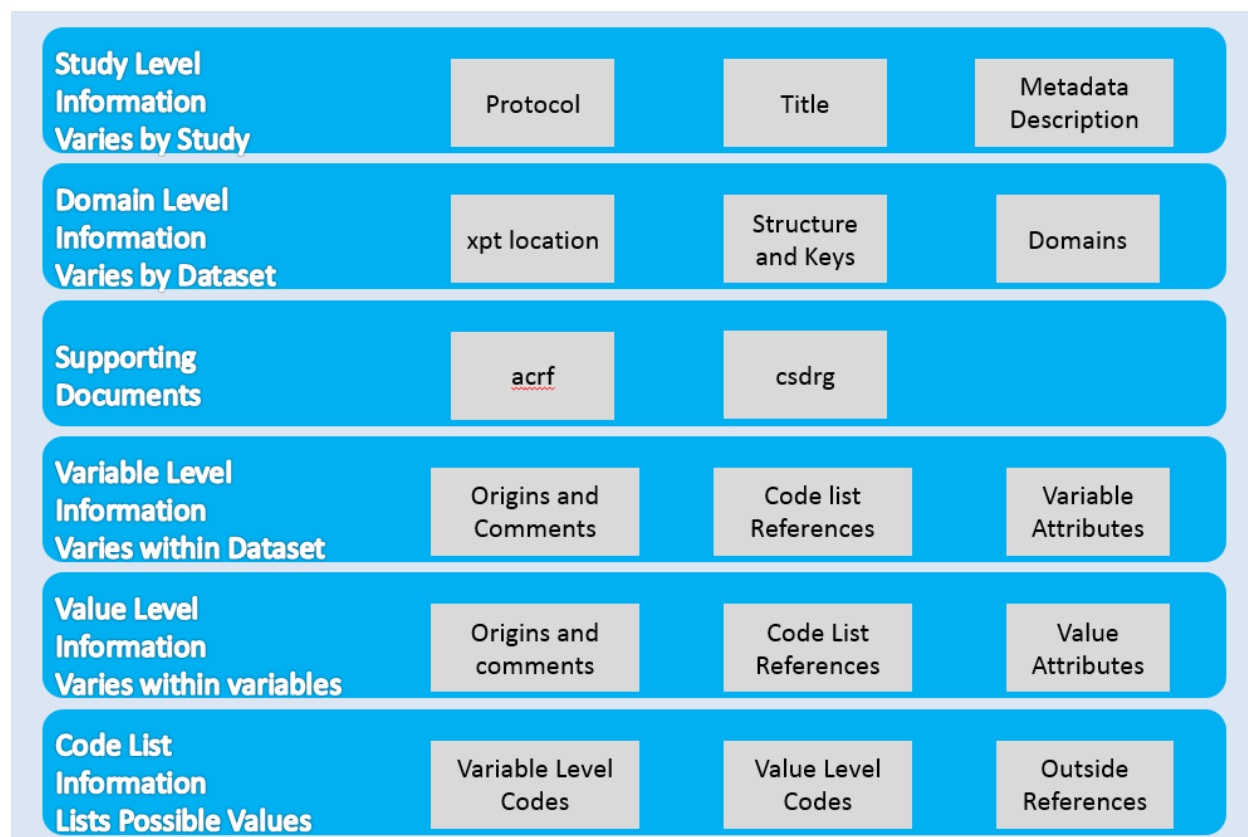 Study Level
Information
Varies by Study
Protocol
Title
Metadata
Description
Domain Level
Information
Varies by Dataset
xpt location
Structure
and Keys
Domains
Supporting
Documents
acrf
csdrg
Variable Level
Information
Varies within Dataset
Origins and
Comments
Code list
References
Variable
Attributes
Value Level
Information
Varies within variables
Origins and
comments
Code List
References
Value
Attributes
Code List
Information
Lists Possible Values
Variable Level
Codes
Value Level
Codes
Outside
References